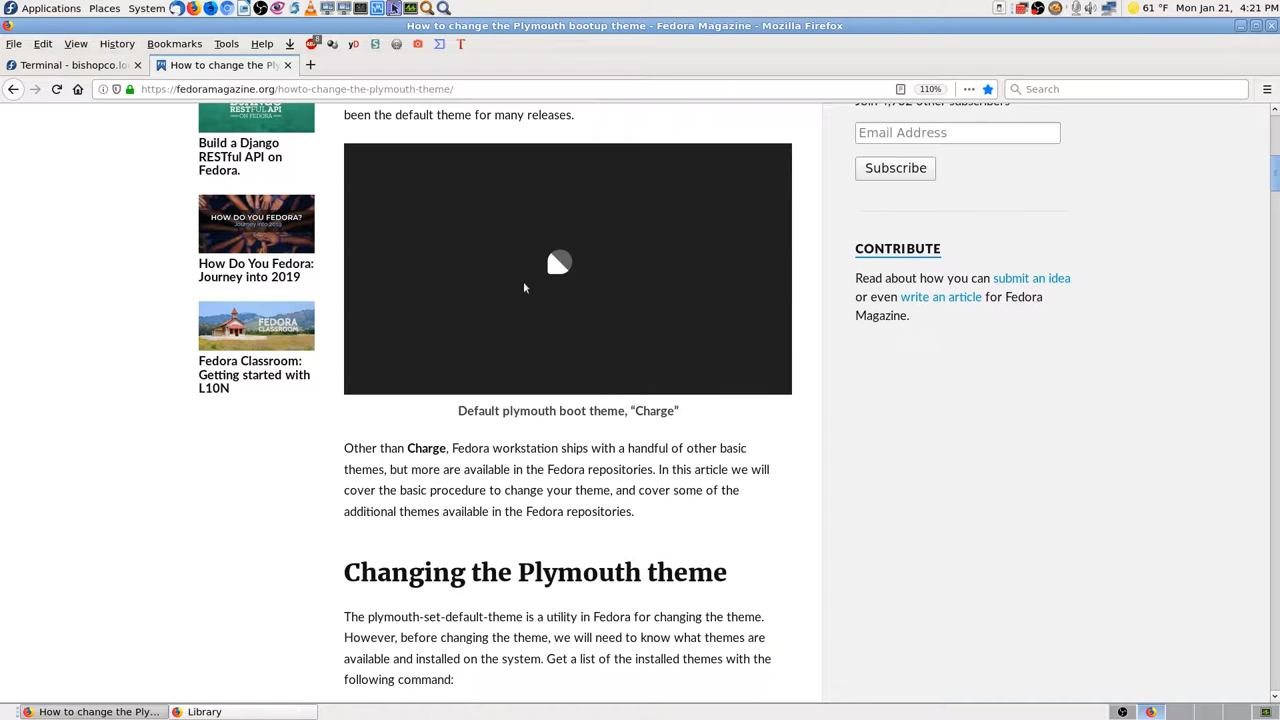 Applications Places System 61 °F Mon Jan 21, 4:21 PM
How to change the Plymouth bootup theme - Fedora Magazine - Mozilla Firefox
File Edit View History Bookmarks Tools Help
Terminal - bishopco.lo
How to change the Ply
https://fedoramagazine.org/howto-change-the-plymouth-theme/
110%
Search
RESTFUL API
ON FEDORA
Build a Django
RESTful API on
Fedora.
HOW DO YOU FEDORA?
Journey into 2019
How Do You Fedora:
Journey into 2019
FEDORA
CLASSROOM
Fedora Classroom:
Getting started with
L10N
been the default theme for many releases.
Default plymouth boot theme, “Charge”
Other than Charge, Fedora workstation ships with a handful of other basic
themes, but more are available in the Fedora repositories. In this article we will
cover the basic procedure to change your theme, and cover some of the
additional themes available in the Fedora repositories.
Changing the Plymouth theme
The plymouth-set-default-theme is a utility in Fedora for changing the theme.
However, before changing the theme, we will need to know what themes are
available and installed on the system. Get a list of the installed themes with the
following command:
Email Address
Subscribe
CONTRIBUTE
Read about how you can submit an idea
or even write an article for Fedora
Magazine.
How to change the Ply...
Library